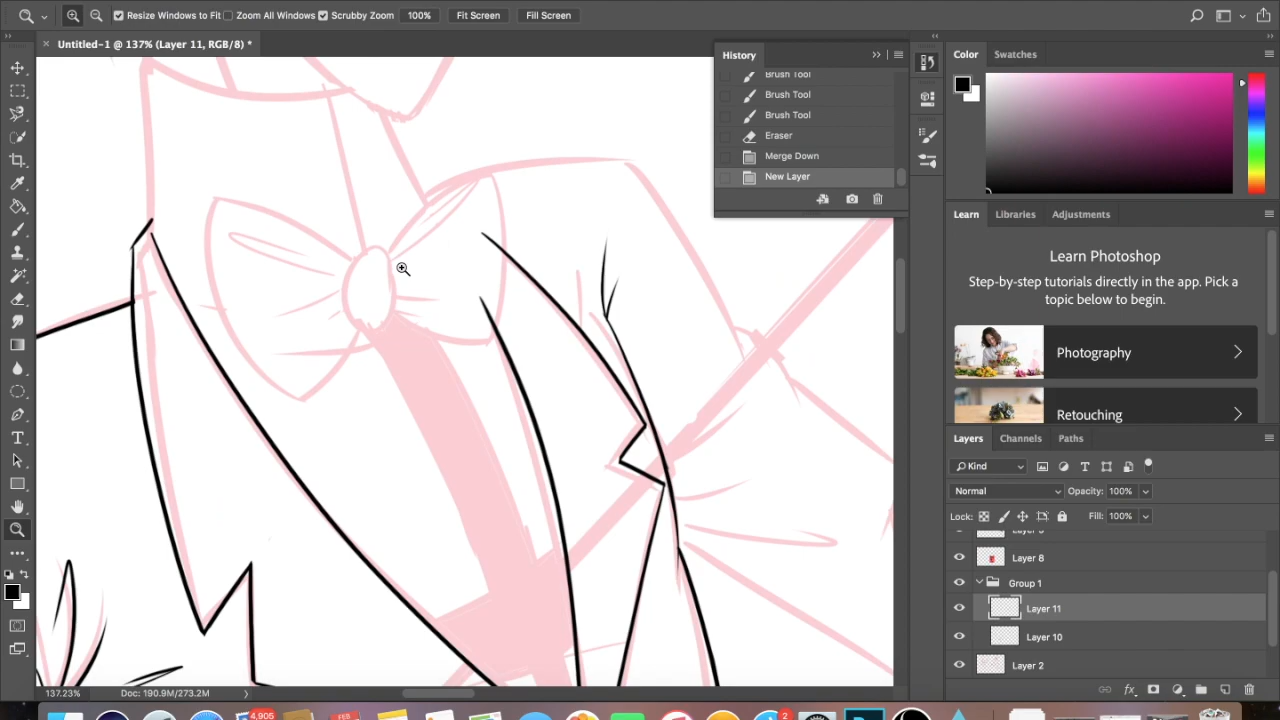 Resize Windows to Fit Zoom All Windows Scrubby Zoom 100% Fit Screen Fill Screen
Untitled-1 @ 137% (Layer 11, RGB/8) *
History
Brush Tool
Brush Tool
Brush Tool
Eraser
Merge Down
New Layer
Color Swatches
Learn Libraries Adjustments
Learn Photoshop
Step-by-step tutorials directly in the app. Pick a
topic below to begin.
Photography
Retouching
Layers Channels Paths
Kind
Normal Opacity: 100%
Lock: Fill: 100%
Layer 8
Group 1
Layer 11
Layer 10
Layer 2
137.23% Doc: 190.9M/273.2M
4,905
FEB
2